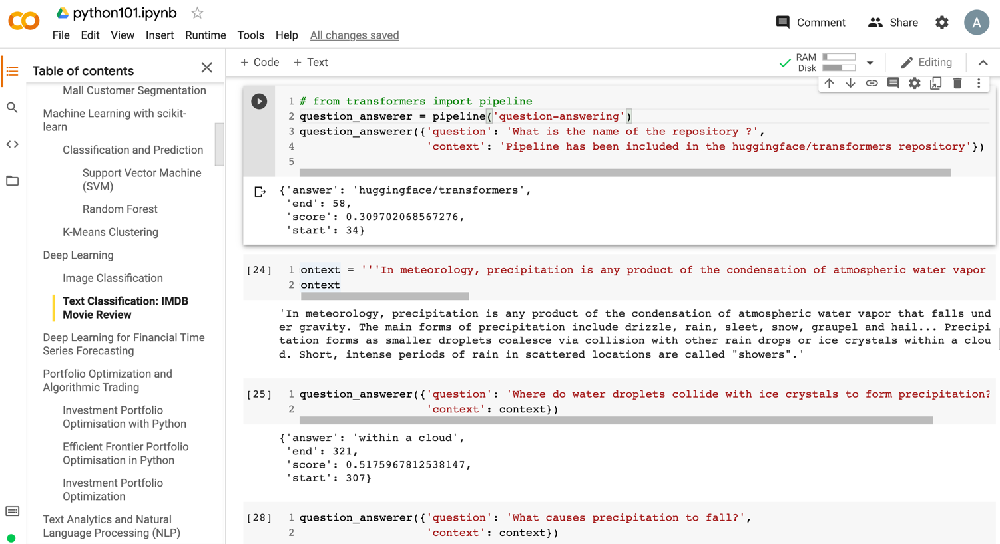 python101.ipynb
File Edit View Insert Runtime Tools Help All changes saved
Comment Share A
Table of contents
Mall Customer Segmentation
Machine Learning with scikit-
learn
Classification and Prediction
Support Vector Machine
(SVM)
Random Forest
K-Means Clustering
Deep Learning
Image Classification
Text Classification: IMDB
Movie Review
Deep Learning for Financial Time
Series Forecasting
Portfolio Optimization and
Algorithmic Trading
Investment Portfolio
Optimisation with Python
Efficient Frontier Portfolio
Optimisation in Python
Investment Portfolio
Optimization
Text Analytics and Natural
Language Processing (NLP)
+ Code + Text
RAM
Disk
Editing
1 # from transformers import pipeline
2 question_answerer = pipeline('question-answering')
3 question_answerer({'question': 'What is the name of the repository ?',
4 'context': 'Pipeline has been included in the huggingface/transformers repository'})
5
{'answer': 'huggingface/transformers',
'end': 58,
'score': 0.309702068567276,
'start': 34}
[24] 1 ontext = '''In meteorology, precipitation is any product of the condensation of atmospheric water vapor
2 ontext
'In meteorology, precipitation is any product of the condensation of atmospheric water vapor that falls und
er gravity. The main forms of precipitation include drizzle, rain, sleet, snow, graupel and hail... Precipi
tation forms as smaller droplets coalesce via collision with other rain drops or ice crystals within a clou
d. Short, intense periods of rain in scattered locations are called "showers".'
[25] 1 question_answerer({'question': 'Where do water droplets collide with ice crystals to form precipitation?
2 'context': context})
{'answer': 'within a cloud',
'end': 321,
'score': 0.5175967812538147,
'start': 307}
[28] 1 question_answerer({'question': 'What causes precipitation to fall?',
2 'context': context})